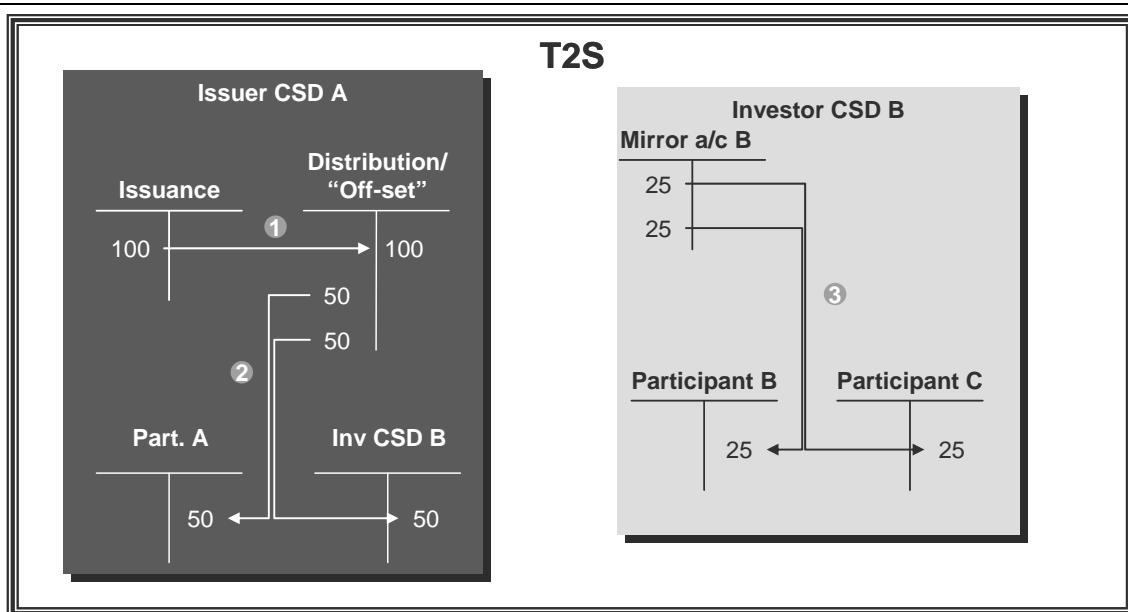 T2S
Issuer CSD A
Issuance
Distribution/
“Off-set”
1
100
100
50
50
2
Part. A
Inv CSD B
50
50
Investor CSD B
Mirror a/c B
25
25
3
Participant B
Participant C
25
25